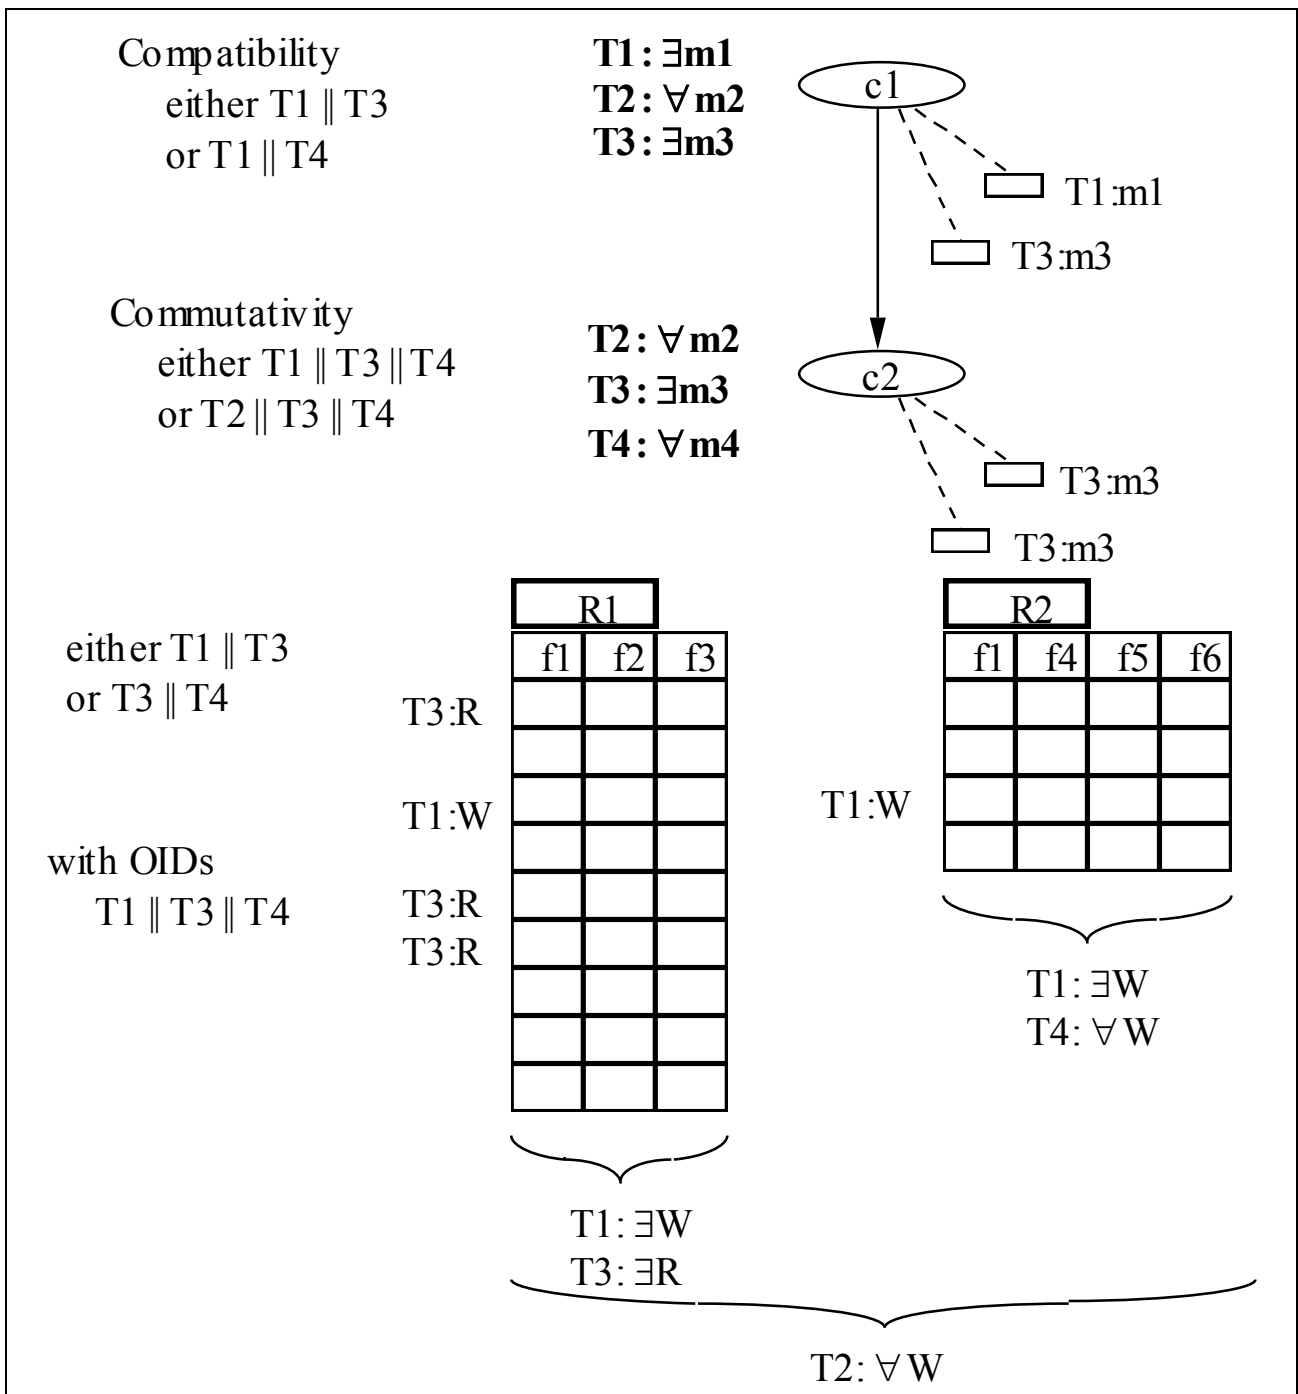 Compatibility
either T1 || T3
or T1 || T4
T1: ∃m1
T2: ∀m2
T3: ∃m3
c1
T1:m1
T3:m3
Commutativity
either T1 || T3 || T4
or T2 || T3 || T4
T2: ∀m2
T3: ∃m3
T4: ∀m4
c2
T3:m3
T3:m3
either T1 || T3
or T3 || T4
with OIDs
T1 || T3 || T4
R1
f1 f2 f3
T3:R
T1:W
T3:R
T3:R
R2
f1 f4 f5 f6
T1:W
T1: ∃W
T4: ∀W
T1: ∃W
T3: ∃R
T2: ∀W